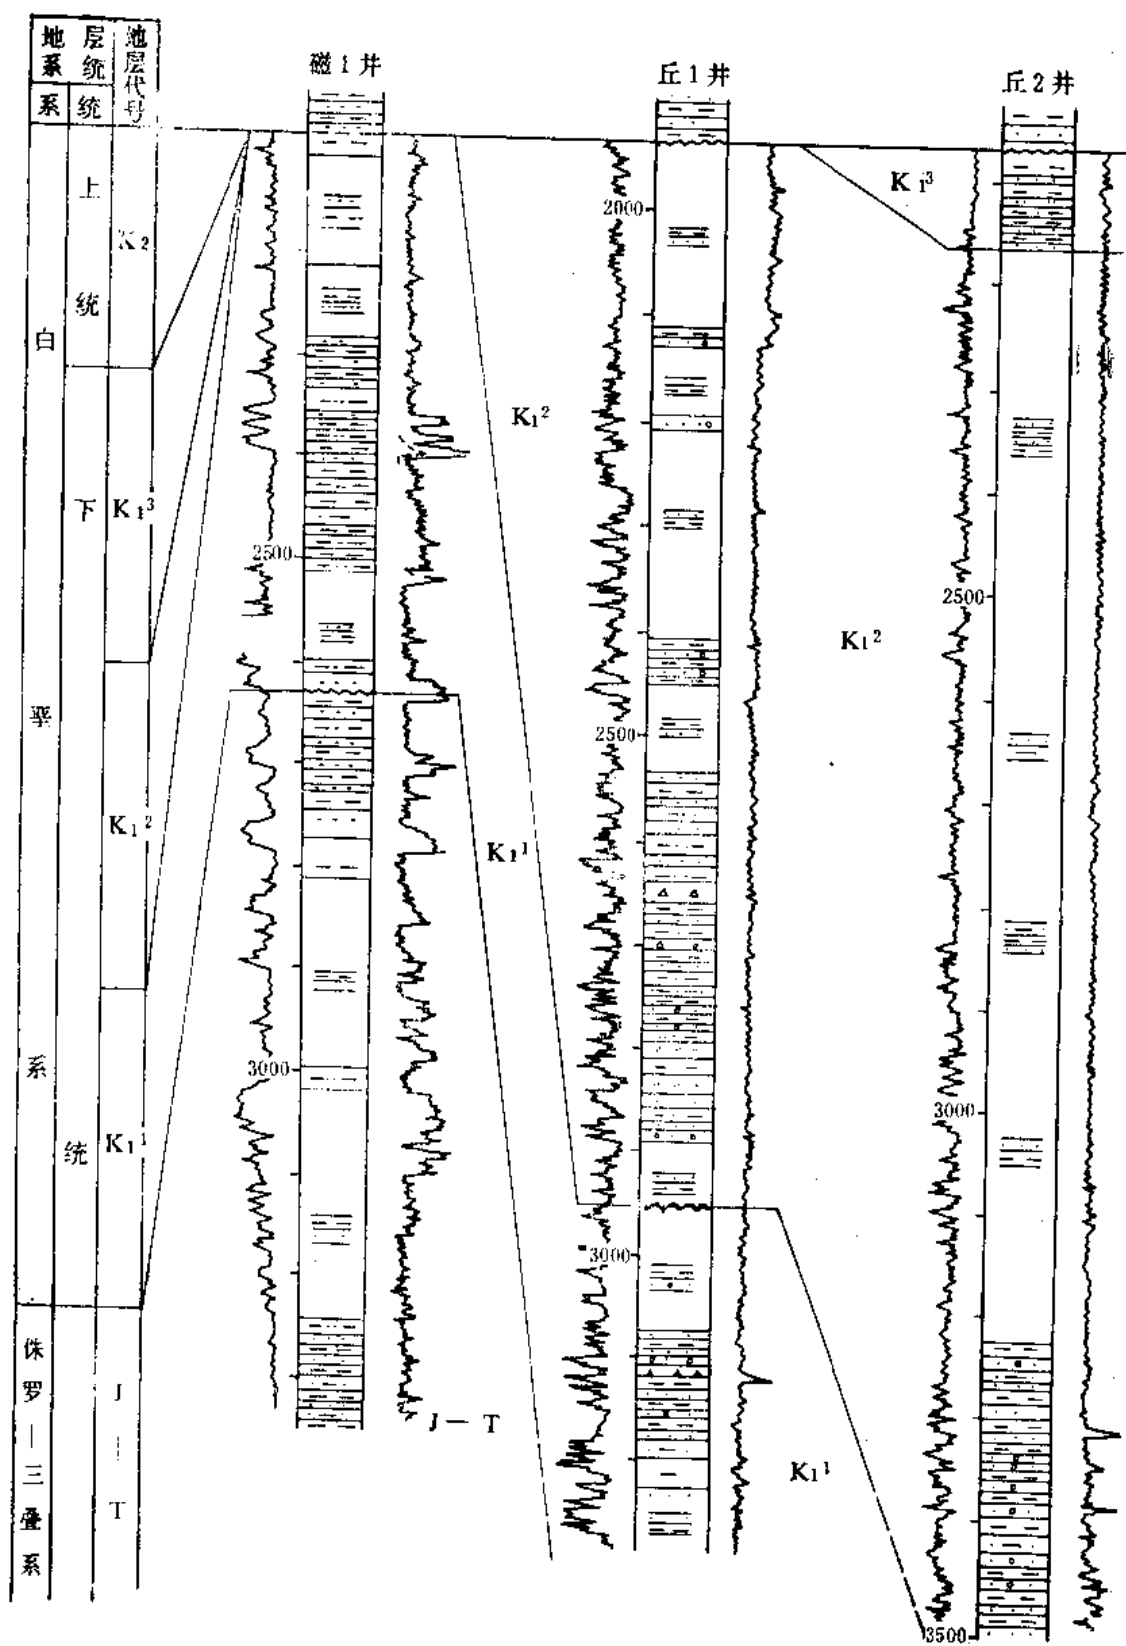 地层系统
地层代号
系
统
磁1井
丘1井
丘2井
白垩系
上统
下统
K₂
K₁³
K₁²
K₁¹
侏罗—三叠系
J—T
2500
3000
J—T
K₁²
K₁¹
2000
2500
3000
K₁³
K₁²
K₁¹
2500
3000
3500